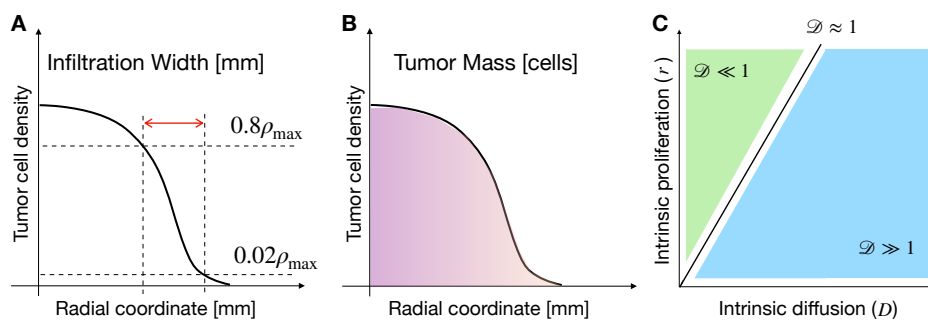 A
Infiltration Width [mm]
Tumor cell density
0.8ρmax
0.02ρmax
Radial coordinate [mm]
B
Tumor Mass [cells]
Tumor cell density
Radial coordinate [mm]
C
𝒟 ≈ 1
𝒟 ≪ 1
Intrinsic proliferation (r)
𝒟 ≫ 1
Intrinsic diffusion (D)